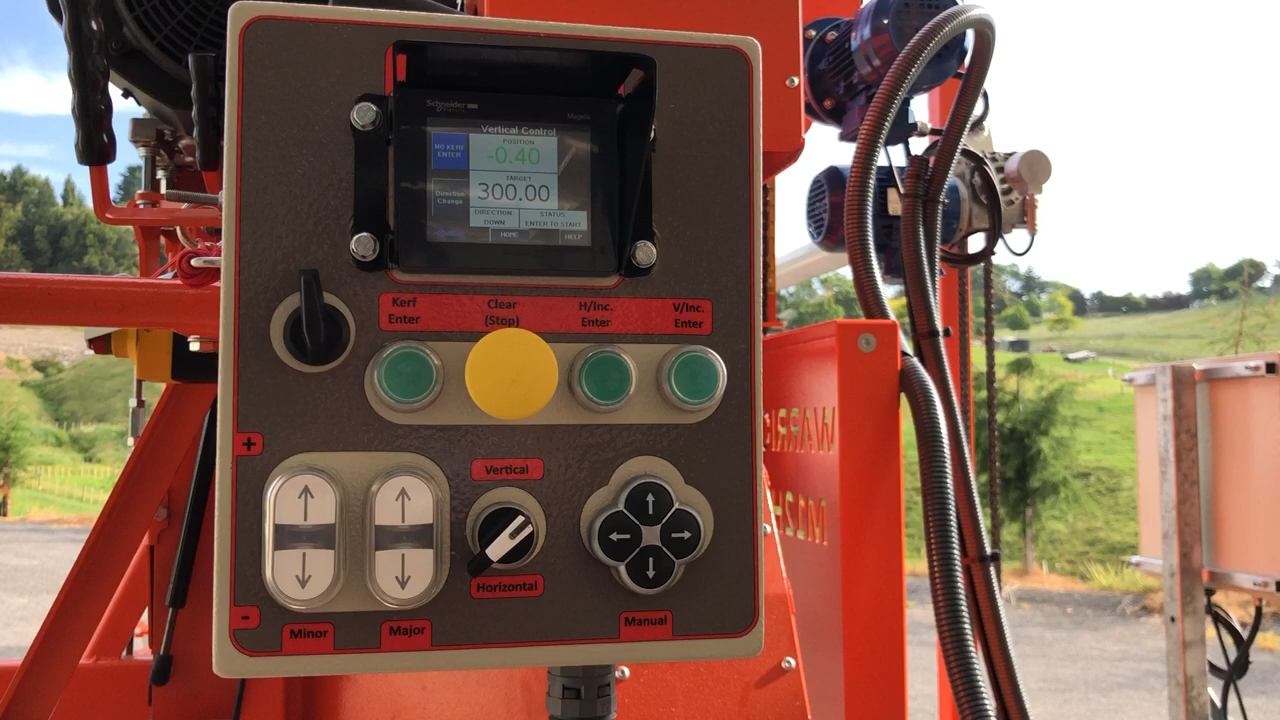 Schneider
Electric
Magelis
Vertical Control
NO KERF
ENTER
POSITION
-0.40
Direction
Change
TARGET
300.00
DIRECTION:
DOWN
STATUS:
ENTER TO START
HOME
HELP
Kerf
Enter
Clear
(Stop)
H/Inc.
Enter
V/Inc.
Enter
+
Vertical
Horizontal
-
Minor
Major
Manual